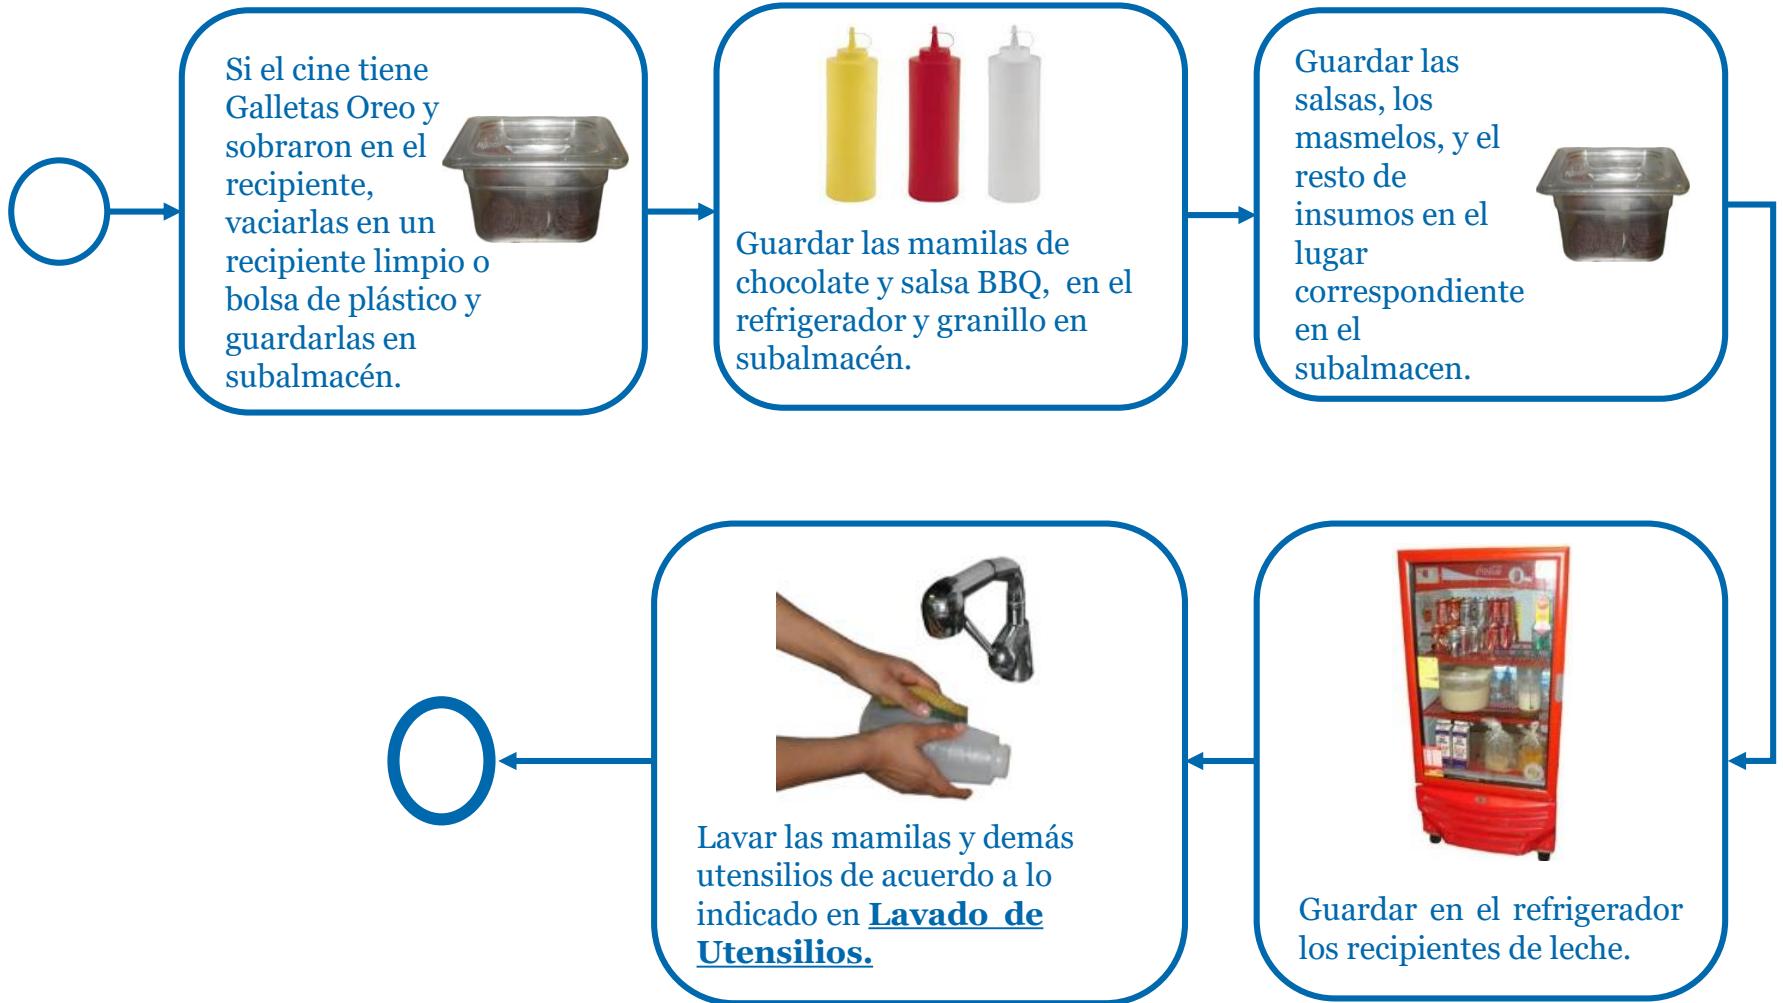 Si el cine tiene
Galletas Oreo y
sobraron en el
recipiente,
vaciarlas en un
recipiente limpio o
bolsa de plástico y
guardarlas en
subalmacén.
Guardar las mamilas de
chocolate y salsa BBQ, en el
refrigerador y granillo en
subalmacén.
Guardar las
salsas, los
masmelos, y el
resto de
insumos en el
lugar
correspondiente
en el
subalmacen.
Coca-Cola
Guardar en el refrigerador
los recipientes de leche.
Lavar las mamilas y demás
utensilios de acuerdo a lo
indicado en Lavado de
Utensilios.